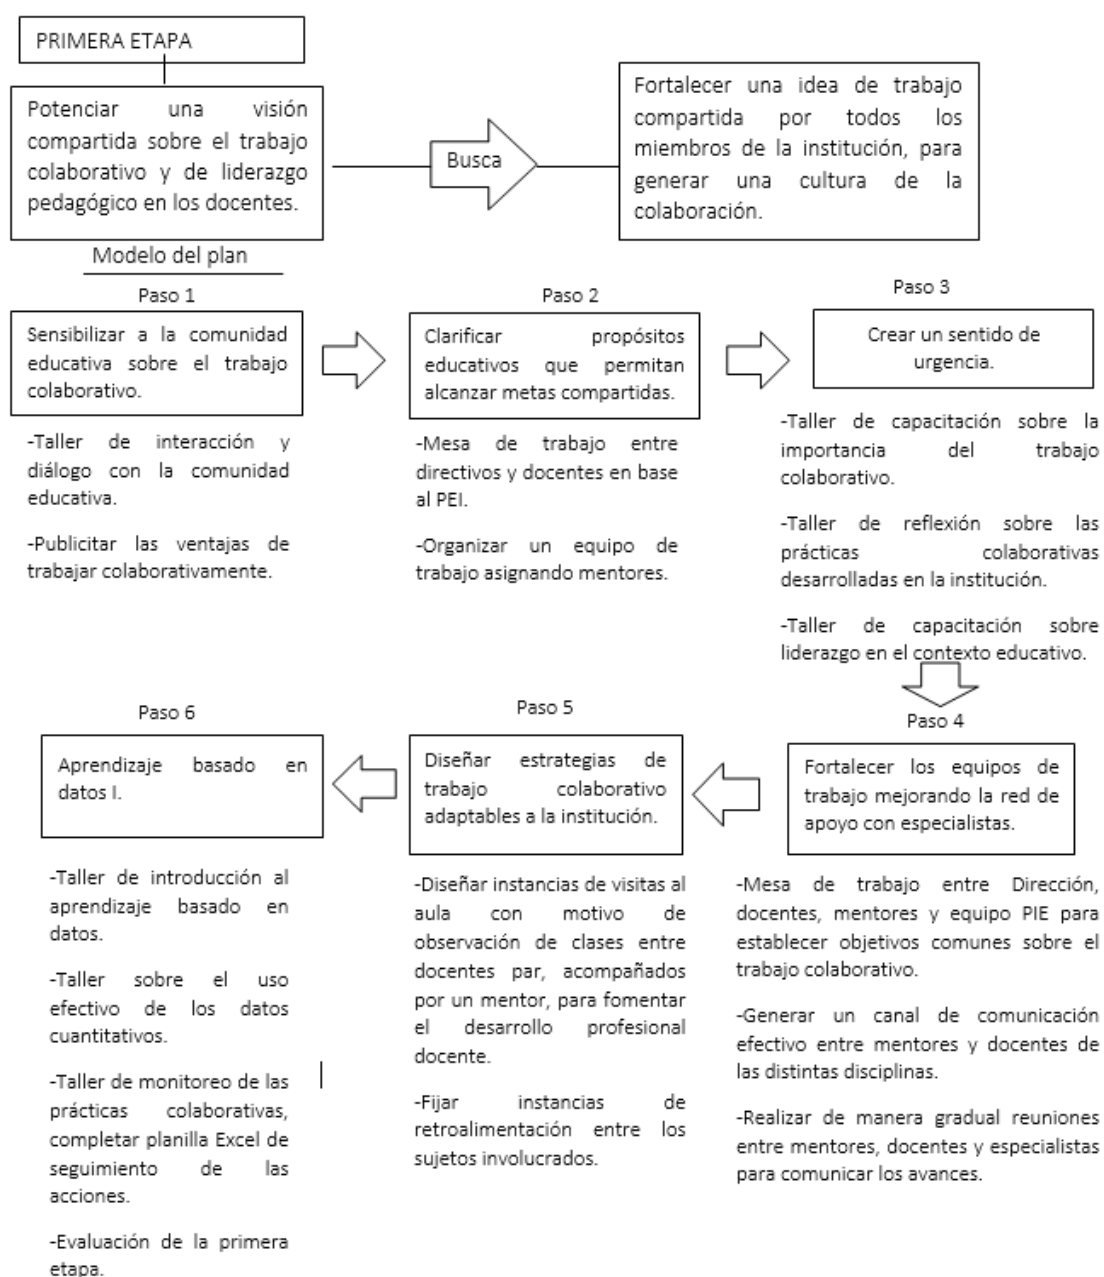 PRIMERA ETAPA
Potenciar una visión
compartida sobre el trabajo
colaborativo y de liderazgo
pedagógico en los docentes.
Busca
Fortalecer una idea de trabajo
compartida por todos los
miembros de la institución, para
generar una cultura de la
colaboración.
Modelo del plan
Paso 1
Sensibilizar a la comunidad
educativa sobre el trabajo
colaborativo.
-Taller de interacción y
diálogo con la comunidad
educativa.
-Publicitar las ventajas de
trabajar colaborativamente.
Paso 2
Clarificar propósitos
educativos que permitan
alcanzar metas compartidas.
-Mesa de trabajo entre
directivos y docentes en base
al PEI.
-Organizar un equipo de
trabajo asignando mentores.
Paso 3
Crear un sentido de
urgencia.
-Taller de capacitación sobre la
importancia del trabajo
colaborativo.
-Taller de reflexión sobre las
prácticas colaborativas
desarrolladas en la institución.
-Taller de capacitación sobre
liderazgo en el contexto educativo.
Paso 4
Fortalecer los equipos de
trabajo mejorando la red de
apoyo con especialistas.
-Mesa de trabajo entre Dirección,
docentes, mentores y equipo PIE para
establecer objetivos comunes sobre el
trabajo colaborativo.
-Generar un canal de comunicación
efectivo entre mentores y docentes de
las distintas disciplinas.
-Realizar de manera gradual reuniones
entre mentores, docentes y especialistas
para comunicar los avances.
Paso 5
Diseñar estrategias de
trabajo colaborativo
adaptables a la institución.
-Diseñar instancias de visitas al
aula con motivo de
observación de clases entre
docentes par, acompañados
por un mentor, para fomentar
el desarrollo profesional
docente.
-Fijar instancias de
retroalimentación entre los
sujetos involucrados.
Paso 6
Aprendizaje basado en
datos I.
-Taller de introducción al
aprendizaje basado en
datos.
-Taller sobre el uso
efectivo de los datos
cuantitativos.
-Taller de monitoreo de las
prácticas colaborativas,
completar planilla Excel de
seguimiento de las
acciones.
-Evaluación de la primera
etapa.